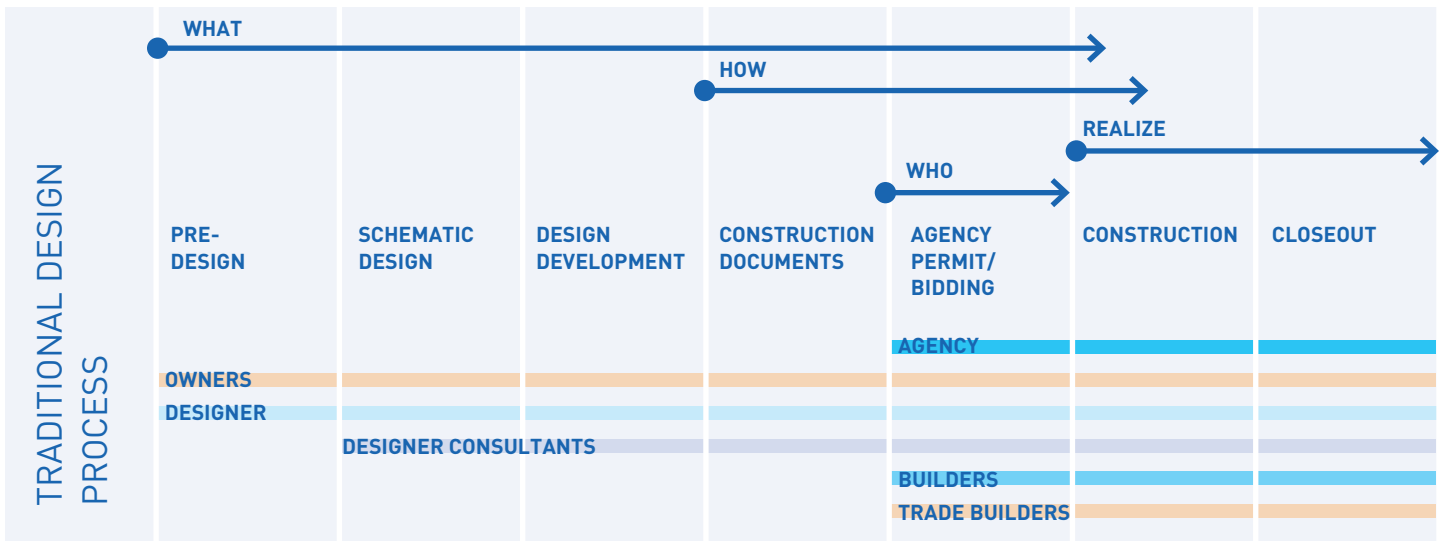 WHAT
HOW
REALIZE
WHO
TRADITIONAL DESIGN
PROCESS
PRE-
DESIGN
SCHEMATIC
DESIGN
DESIGN
DEVELOPMENT
CONSTRUCTION
DOCUMENTS
AGENCY
PERMIT/
BIDDING
CONSTRUCTION
CLOSEOUT
AGENCY
OWNERS
DESIGNER
DESIGNER CONSULTANTS
BUILDERS
TRADE BUILDERS